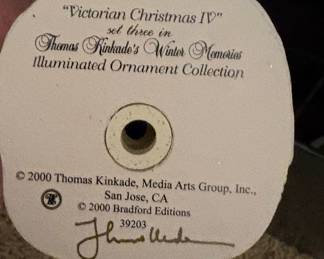 "Victorian Christmas IV"
set three in
Thomas Kinkade's Winter Memories
Illuminated Ornament Collection
© 2000 Thomas Kinkade, Media Arts Group, Inc.,
San Jose, CA
© 2000 Bradford Editions
39203